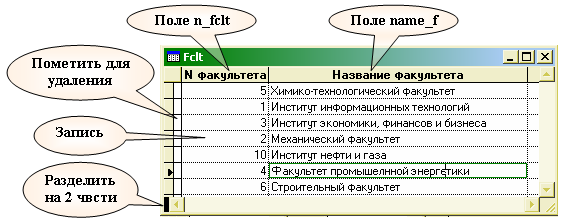 Поле n_fclt
Поле name_f
Пометить для
удаления
Запись
Разделить
на 2 чвсти
Fclt
N факультета Название факультета
5 Химико-технологический факультет
1 Институт информационных технологий
3 Институт экономики, финансов и бизнеса
2 Механический факультет
10 Институт нефти и газа
4 Факультет промышелнной энергетики
6 Строительный факультет